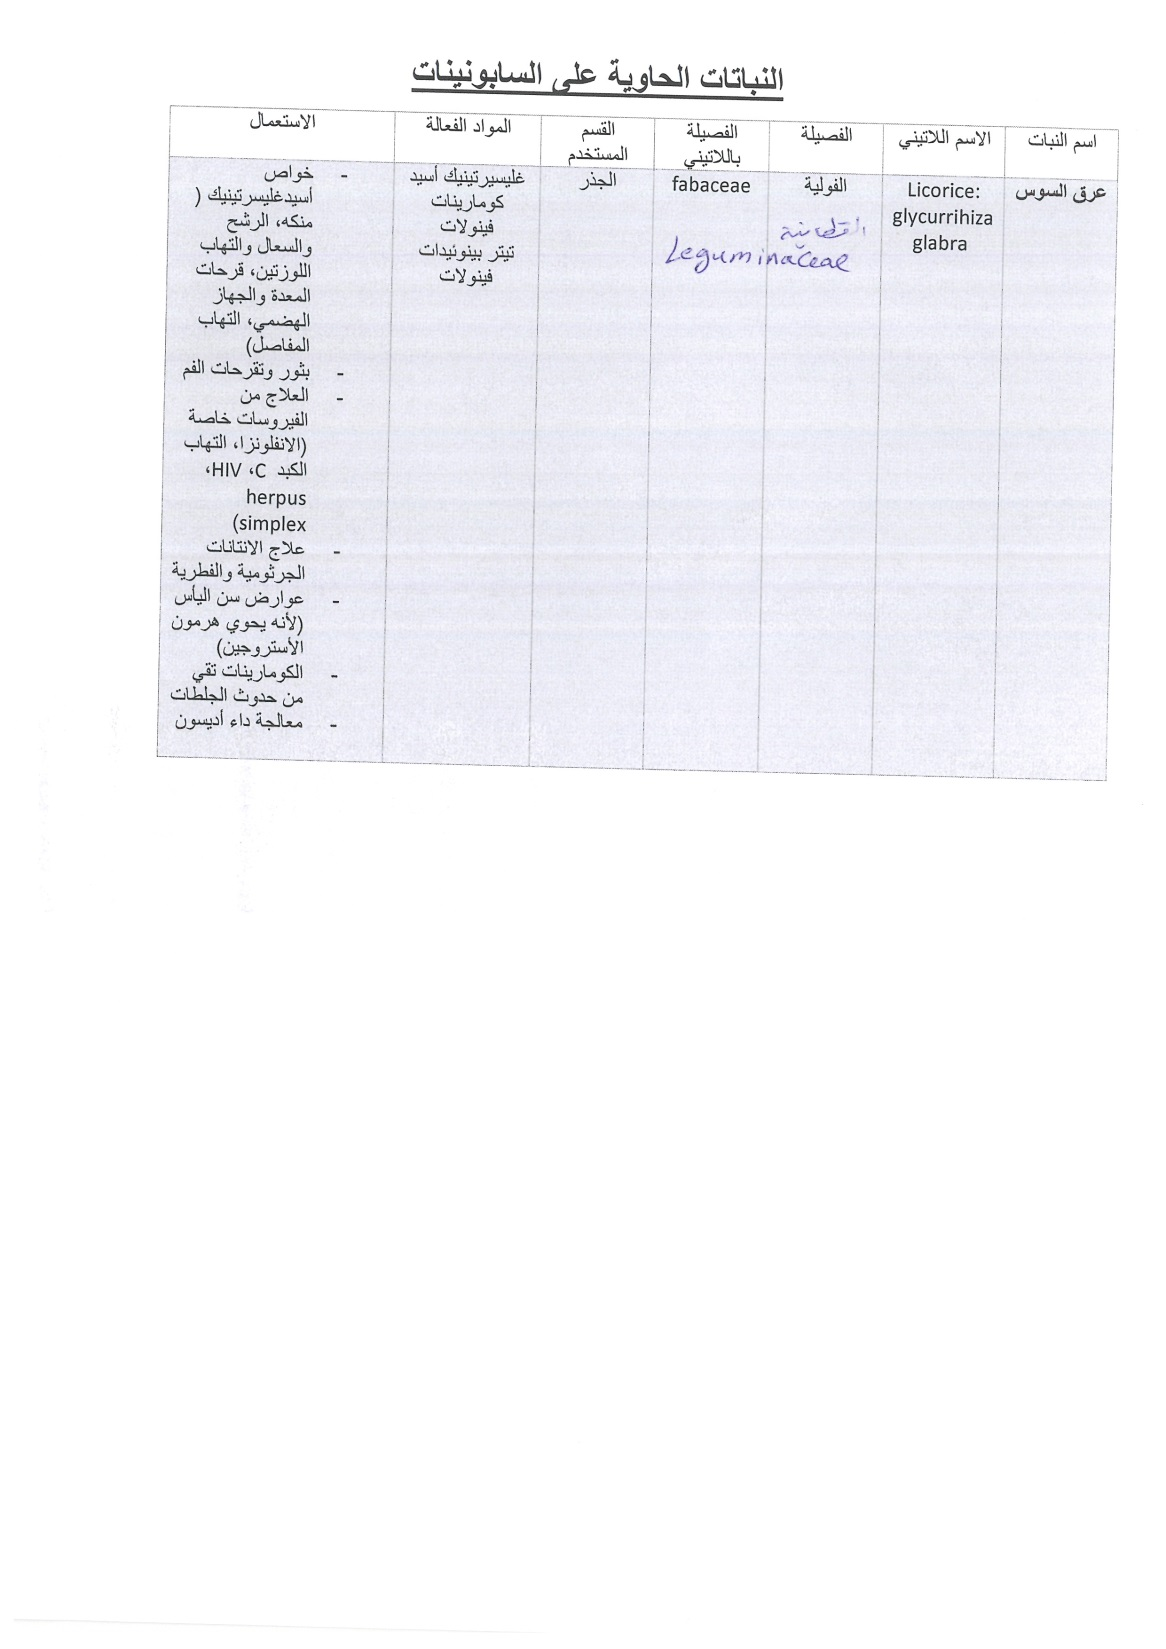 النباتات الحاوية على السابونينات
اسم النبات
الاسم اللاتيني
الفصيلة
الفصيلة
باللاتيني
القسم
المستخدم
المواد الفعالة
الاستعمال
عرق السوس
Licorice:
glycurrihiza
glabra
الفولية
القطانية
fabaceae
Leguminaceae
الجذر
غليسيرتينيك أسيد
كومارينات
فينولات
تيتر بينوئيدات
فينولات
- خواص
أسيدغليسرتينيك (
منكه، الرشح
والسعال والتهاب
اللوزتين، قرحات
المعدة والجهاز
الهضمي، التهاب
المفاصل)
- بثور وتقرحات الفم
- العلاج من
الفيروسات خاصة
(الانفلونزا، التهاب
الكبد C، HIV،
herpus
simplex)
- علاج الانتانات
الجرثومية والفطرية
- عوارض سن اليأس
(لأنه يحوي هرمون
الأستروجين)
- الكومارينات تقي
من حدوث الجلطات
- معالجة داء أديسون